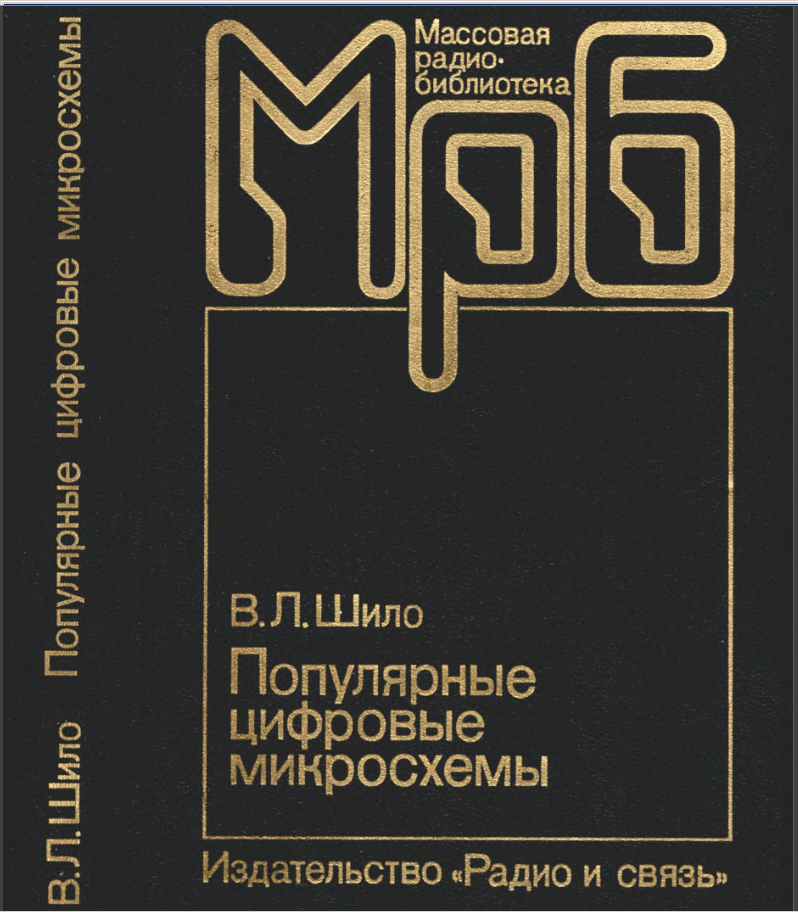 В.Л.Шило Популярные цифровые микросхемы
Мрб
Массовая
радио-
библиотека
В.Л.Шило
Популярные
цифровые
микросхемы
Издательство «Радио и связь»